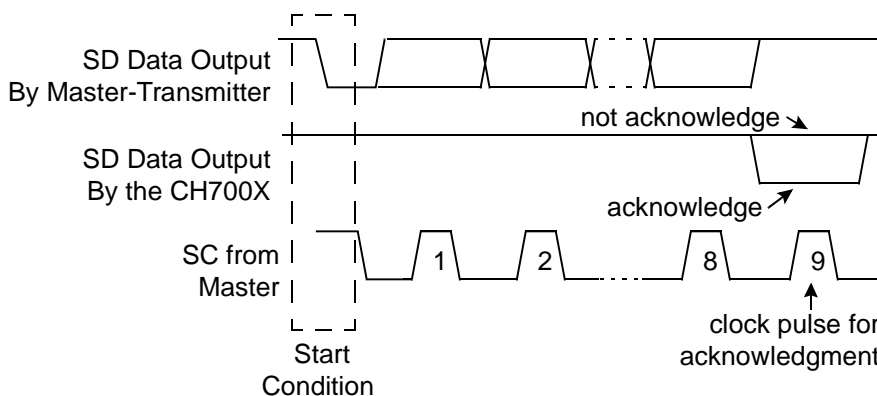 SD Data Output
By Master-Transmitter
not acknowledge
SD Data Output
By the CH700X
acknowledge
SC from
Master
1
2
8
9
clock pulse for
acknowledgment
Start
Condition